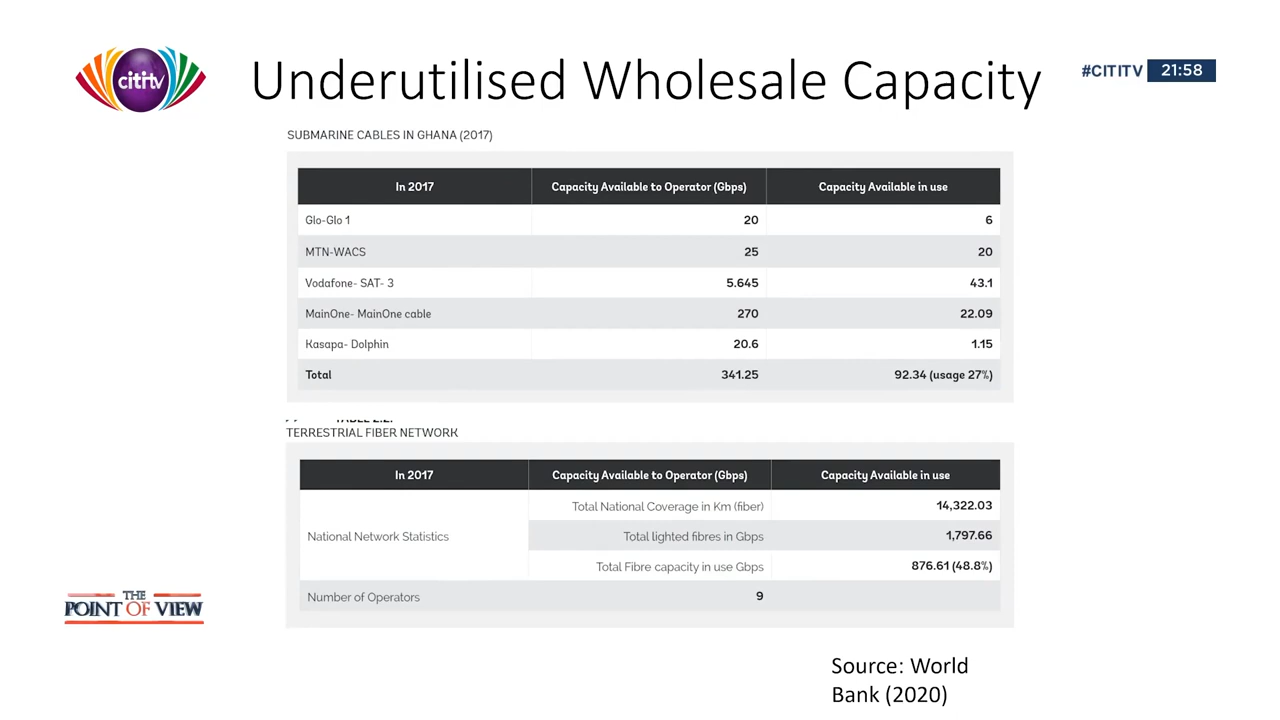 cititv
Underutilised Wholesale Capacity
#CITITV 21:58
SUBMARINE CABLES IN GHANA (2017)
In 2017 Capacity Available to Operator (Gbps) Capacity Available in use
Glo-Glo 1 20 6
MTN-WACS 25 20
Vodafone- SAT- 3 5.645 43.1
MainOne- MainOne cable 270 22.09
Kasapa- Dolphin 20.6 1.15
Total 341.25 92.34 (usage 27%)
TERRESTRIAL FIBER NETWORK
In 2017 Capacity Available to Operator (Gbps) Capacity Available in use
Total National Coverage in Km (fiber) 14,322.03
National Network Statistics Total lighted fibres in Gbps 1,797.66
Total Fibre capacity in use Gbps 876.61 (48.8%)
Number of Operators 9
THE
POINT OF VIEW
Source: World
Bank (2020)